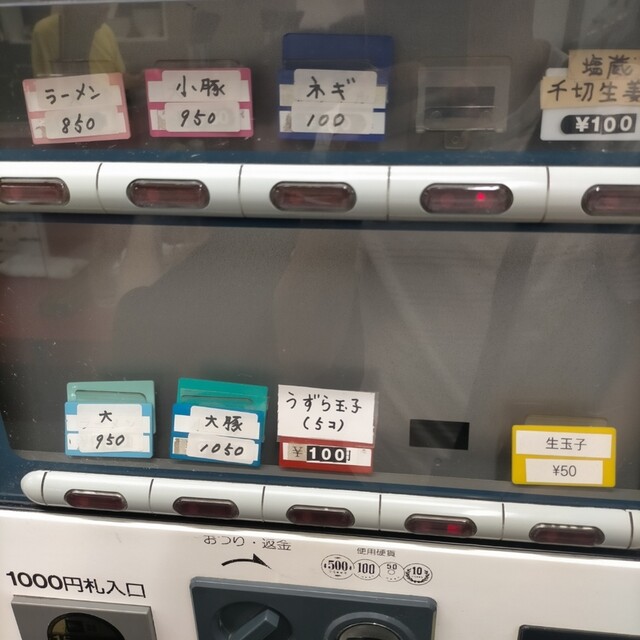 ラーメン
850
小豚
950
ネギ
100
塩蔵
千切生姜
¥100
大
950
大豚
1050
うずら玉子
(5コ)
¥100
生玉子
¥50
おつり・返金
使用硬貨
500 100 50 10
1000円札入口